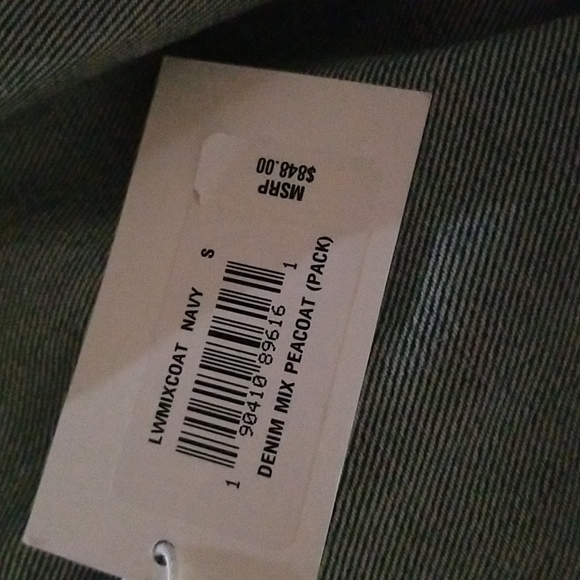 LWMIXCOAT NAVY S
1 90410 89616 1
DENIM MIX PEACOAT (PACK)
MSRP
$848.00